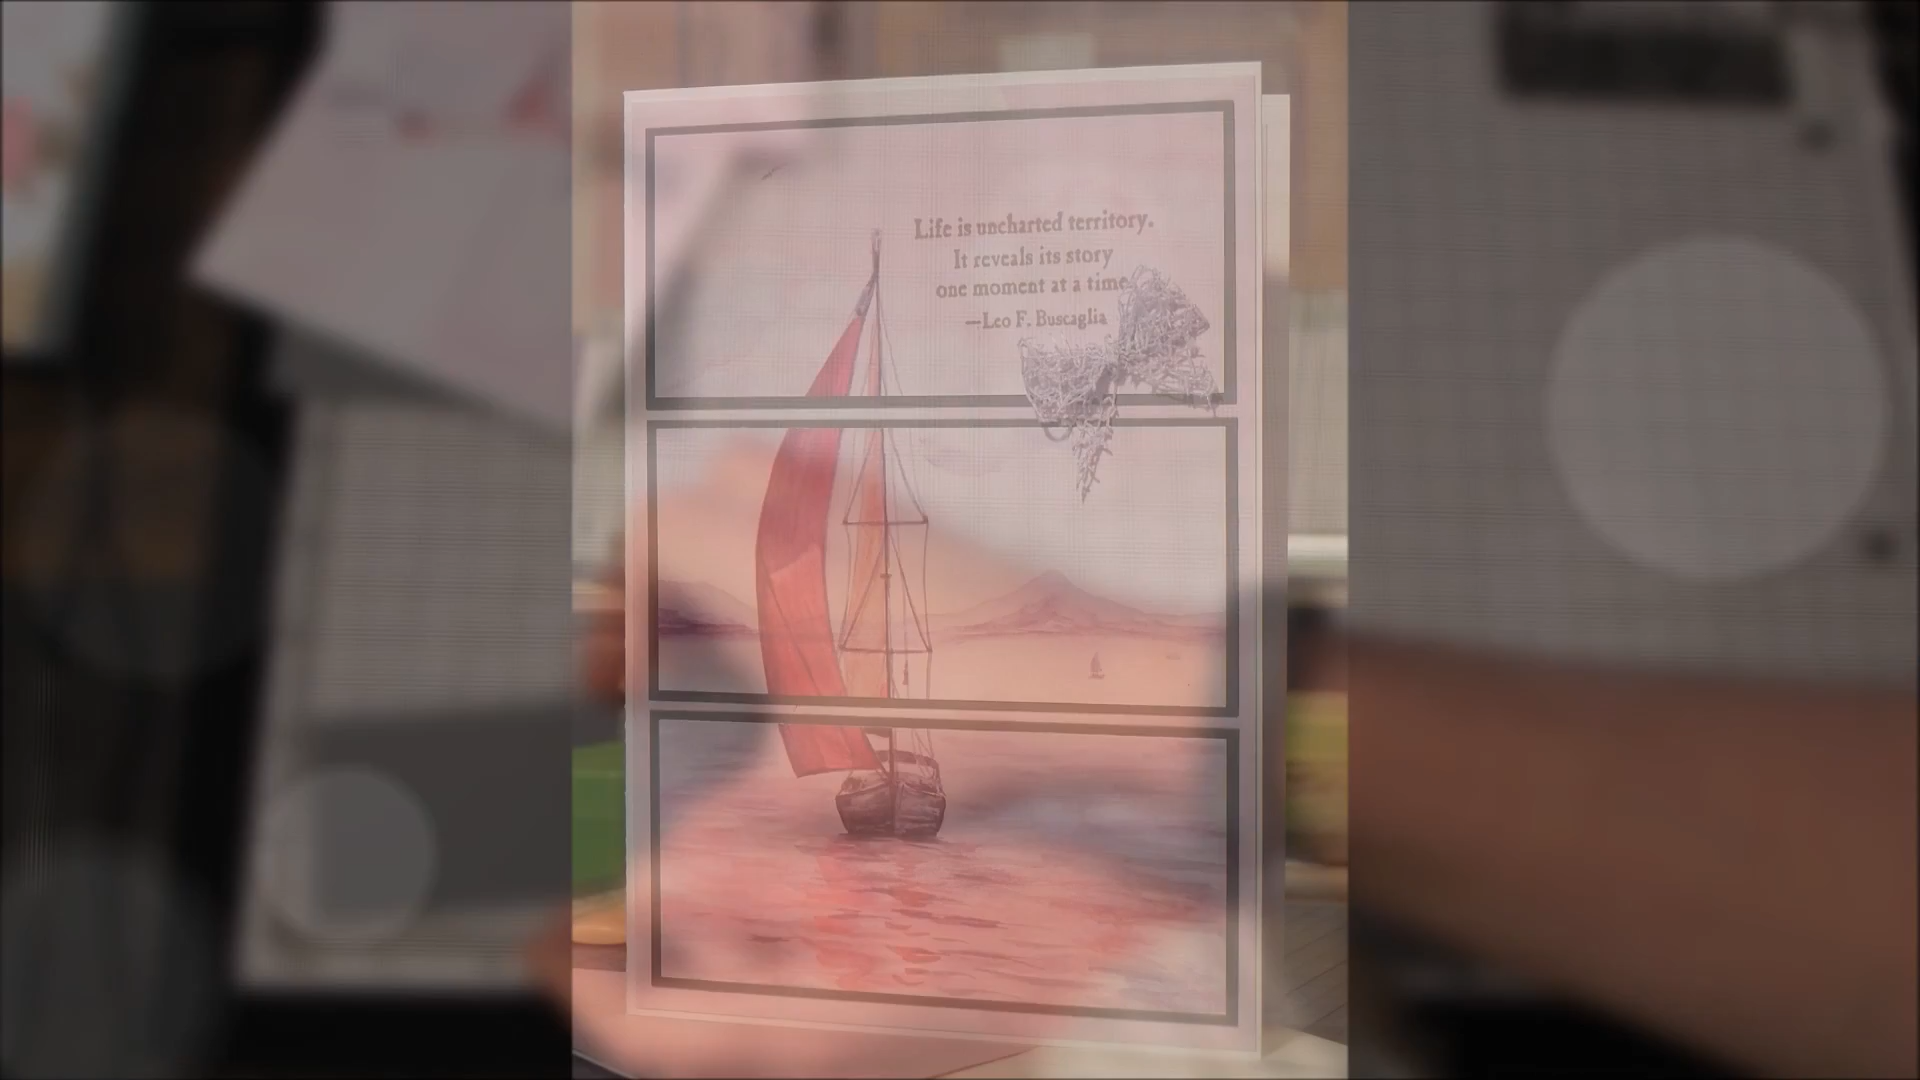 Life is uncharted territory.
It reveals its story
one moment at a time
—Leo F. Buscaglia